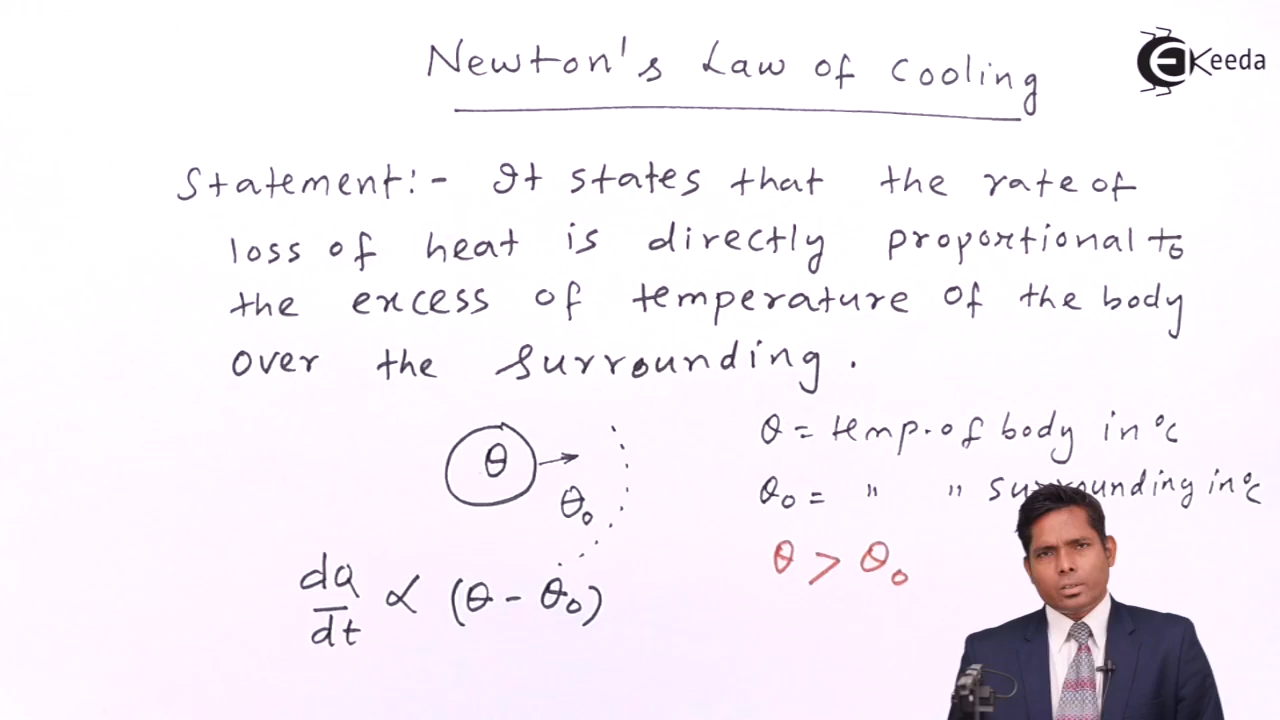 Newton's Law of Cooling
Ekeeda
Statement:- It states that the rate of
loss of heat is directly proportional to
the excess of temperature of the body
over the surrounding.
θ
θ₀
θ = temp. of body in °C
θ₀ = " " surrounding in °C
θ > θ₀
dQ/dt ∝ (θ - θ₀)